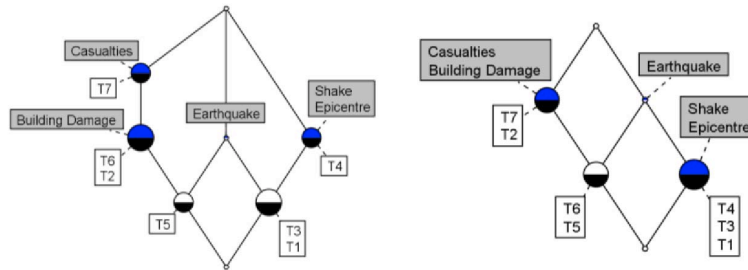 Casualties
T7
Building Damage
Earthquake
Shake
Epicentre
T6
T2
T4
T5
T3
T1
Casualties
Building Damage
Earthquake
T7
T2
Shake
Epicentre
T6
T5
T4
T3
T1